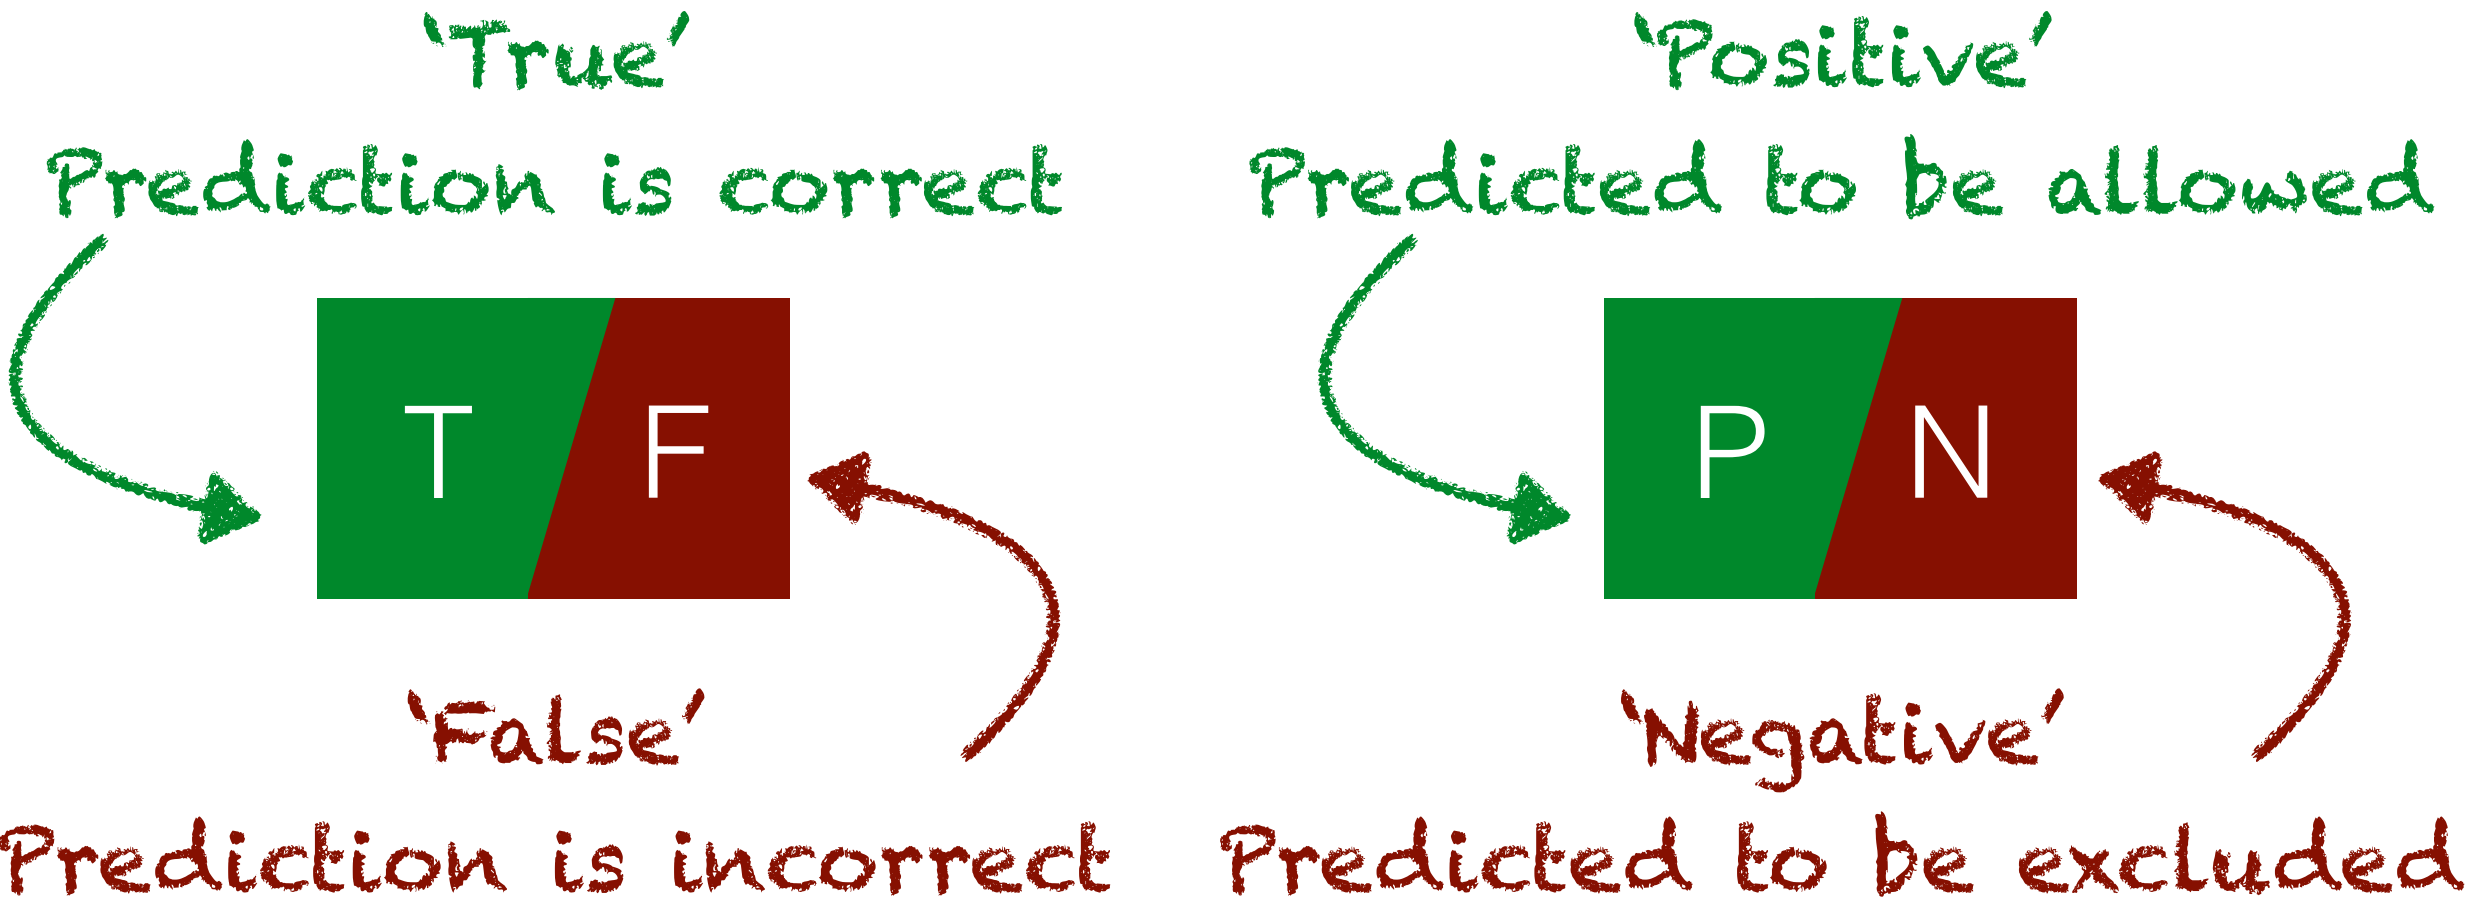 ‘True’
Prediction is correct
T F
‘False’
Prediction is incorrect
‘Positive’
Predicted to be allowed
P N
‘Negative’
Predicted to be excluded